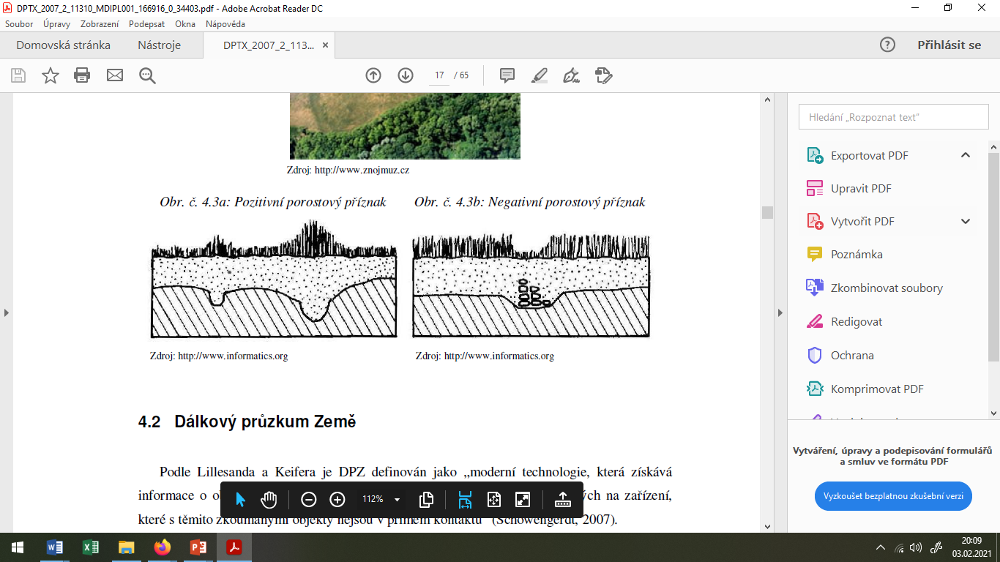 DPTX_2007_2_11310_MDIPL001_166916_0_34403.pdf - Adobe Acrobat Reader DC
Soubor Úpravy Zobrazení Podepsat Okna Nápověda
Domovská stránka Nástroje DPTX_2007_2_113... × Přihlásit se
17 / 65
Hledání „Rozpoznat text"
Exportovat PDF
Upravit PDF
Vytvořit PDF
Poznámka
Zkombinovat soubory
Redigovat
Ochrana
Komprimovat PDF
Vytváření, úpravy a podepisování formulářů
a smluv ve formátu PDF
Vyzkoušet bezplatnou zkušební verzi
Zdroj: http://www.znojmuz.cz
Obr. č. 4.3a: Pozitivní porostový příznak Obr. č. 4.3b: Negativní porostový příznak
Zdroj: http://www.informatics.org Zdroj: http://www.informatics.org
4.2 Dálkový průzkum Země
Podle Lillesanda a Keifera je DPZ definován jako „moderní technologie, která získává
informace o na zařízení,
které s těmito zkoumanými objekty nejsou v přímém kontaktu" (Schowengerdt, 2007).
112%
20:09
03.02.2021